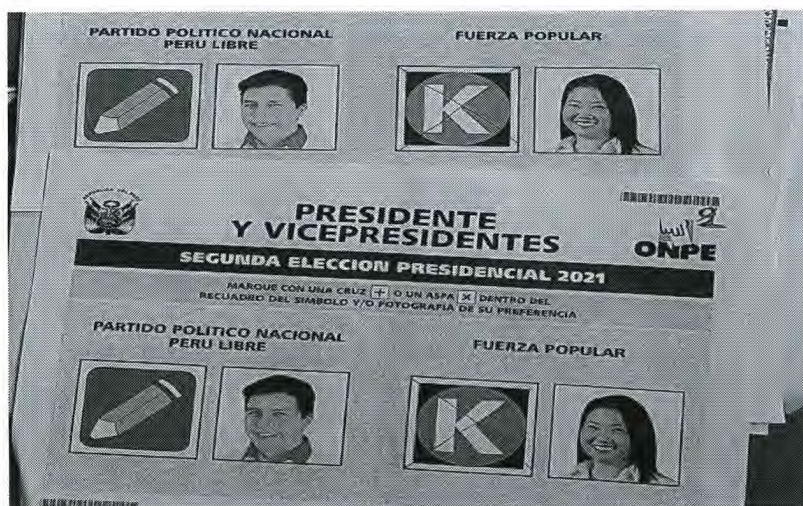 PARTIDO POLITICO NACIONAL
PERU LIBRE
FUERZA POPULAR
K
PRESIDENTE
Y VICEPRESIDENTES
ONPE
SEGUNDA ELECCION PRESIDENCIAL 2021
MARQUE CON UNA CRUZ + O UN ASPA X DENTRO DEL
RECUADRO DEL SIMBOLO Y/O FOTOGRAFIA DE SU PREFERENCIA
PARTIDO POLITICO NACIONAL
PERU LIBRE
FUERZA POPULAR
K